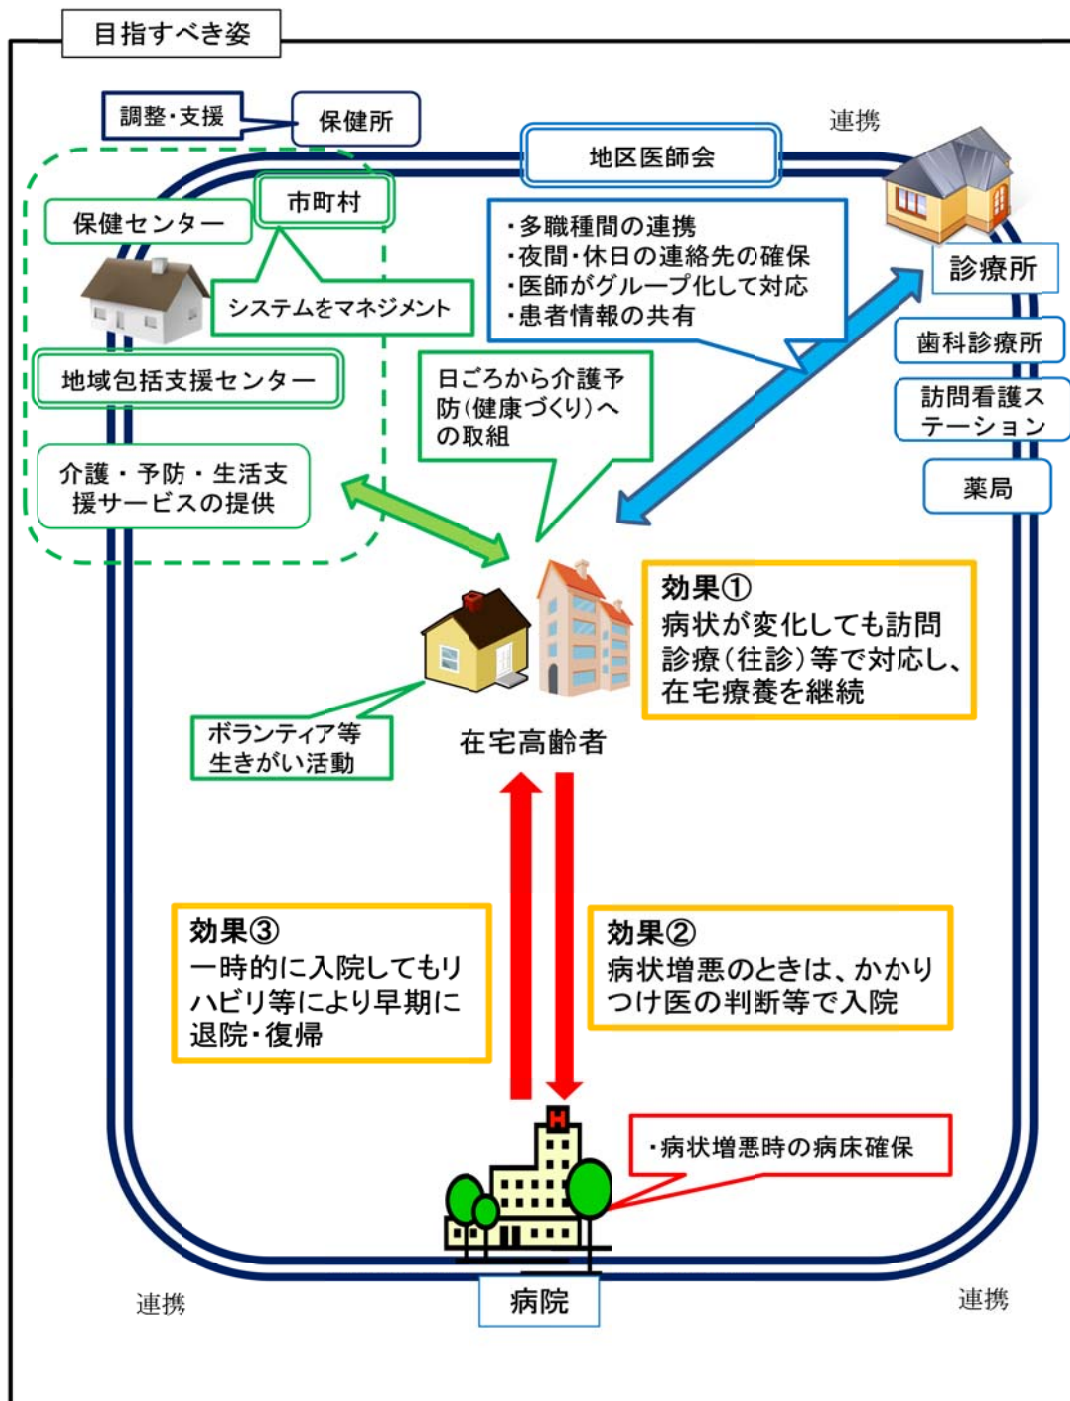 目指すべき姿
調整・支援
保健所
連携
地区医師会
市町村
保健センター
システムをマネジメント
・多職種間の連携
・夜間・休日の連絡先の確保
・医師がグループ化して対応
・患者情報の共有
診療所
歯科診療所
訪問看護ス
テーション
薬局
地域包括支援センター
日ごろから介護予
防(健康づくり)へ
の取組
介護・予防・生活支
援サービスの提供
効果①
病状が変化しても訪問
診療(往診)等で対応し、
在宅療養を継続
ボランティア等
生きがい活動
在宅高齢者
効果③
一時的に入院してもリ
ハビリ等により早期に
退院・復帰
効果②
病状増悪のときは、かかり
つけ医の判断等で入院
H
・病状増悪時の病床確保
病院
連携
連携